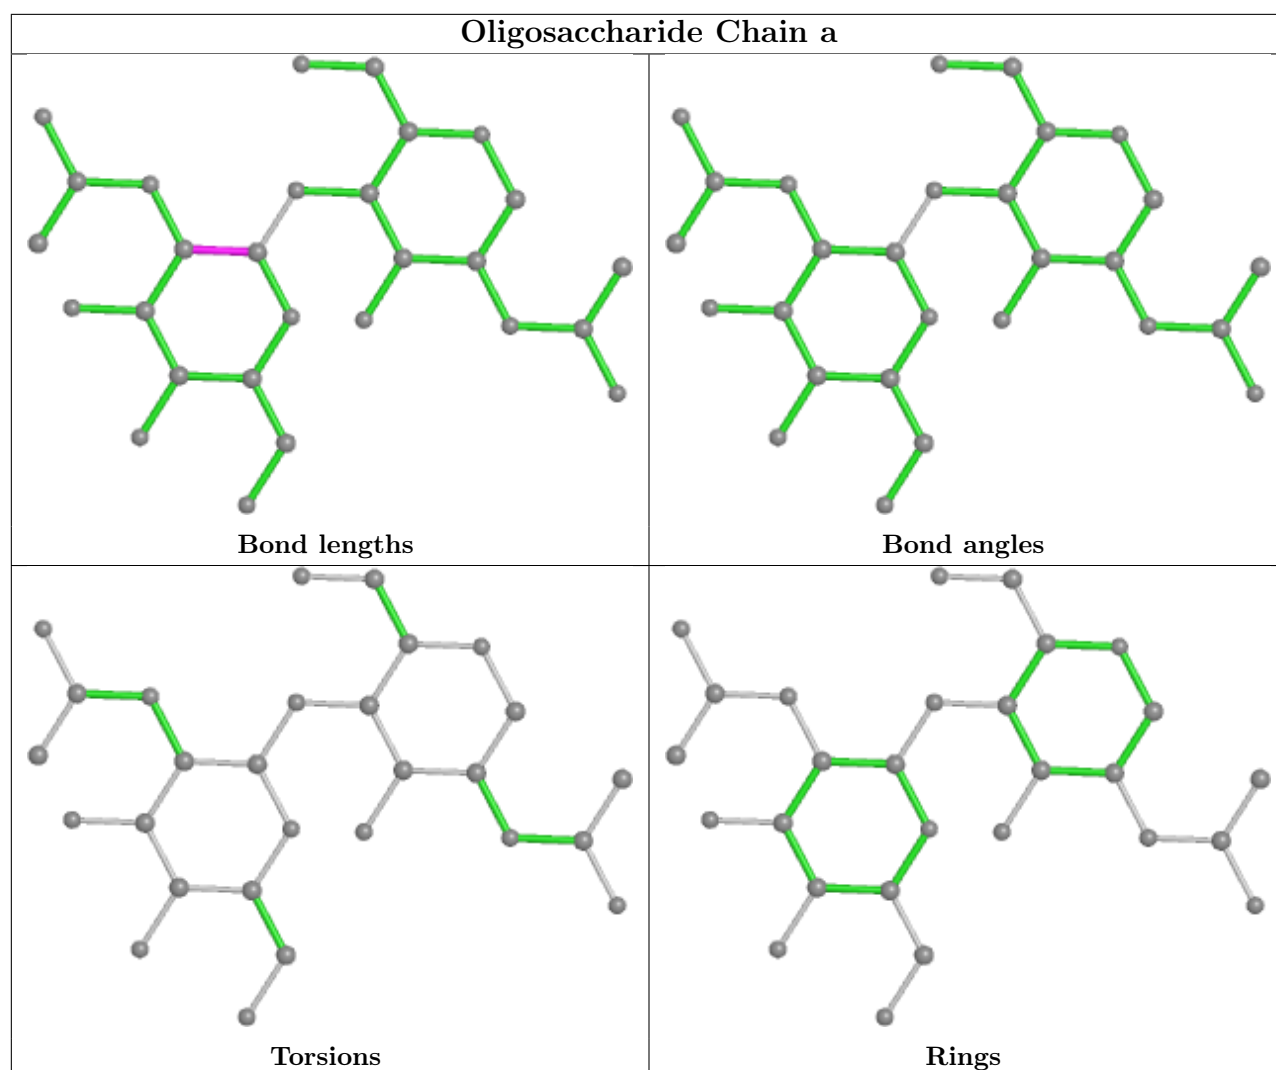 Oligosaccharide Chain a
Bond lengths
Bond angles
Torsions
Rings